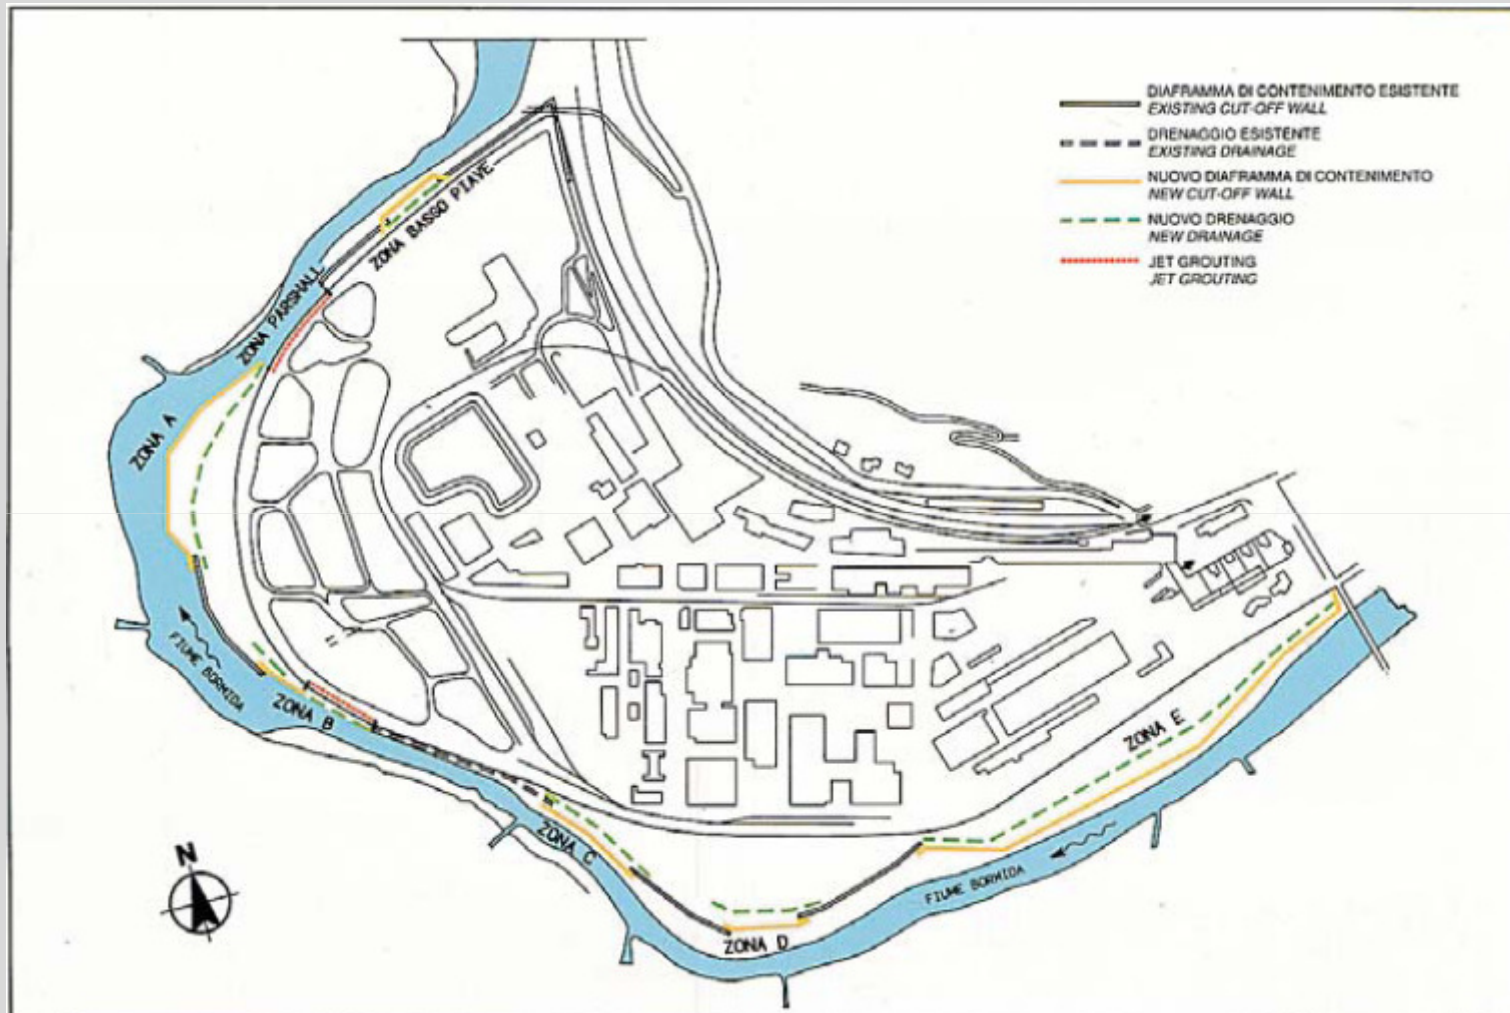 DIAFRAMMA DI CONTENIMENTO ESISTENTE
EXISTING CUT-OFF WALL
DRENAGGIO ESISTENTE
EXISTING DRAINAGE
NUOVO DIAFRAMMA DI CONTENIMENTO
NEW CUT-OFF WALL
NUOVO DRENAGGIO
NEW DRAINAGE
JET GROUTING
JET GROUTING
ZONA BASSO PIAVE
ZONA PARSHALL
ZONA A
FIUME BORMIDA
ZONA B
ZONA C
ZONA D
ZONA E
FIUME BORMIDA
N